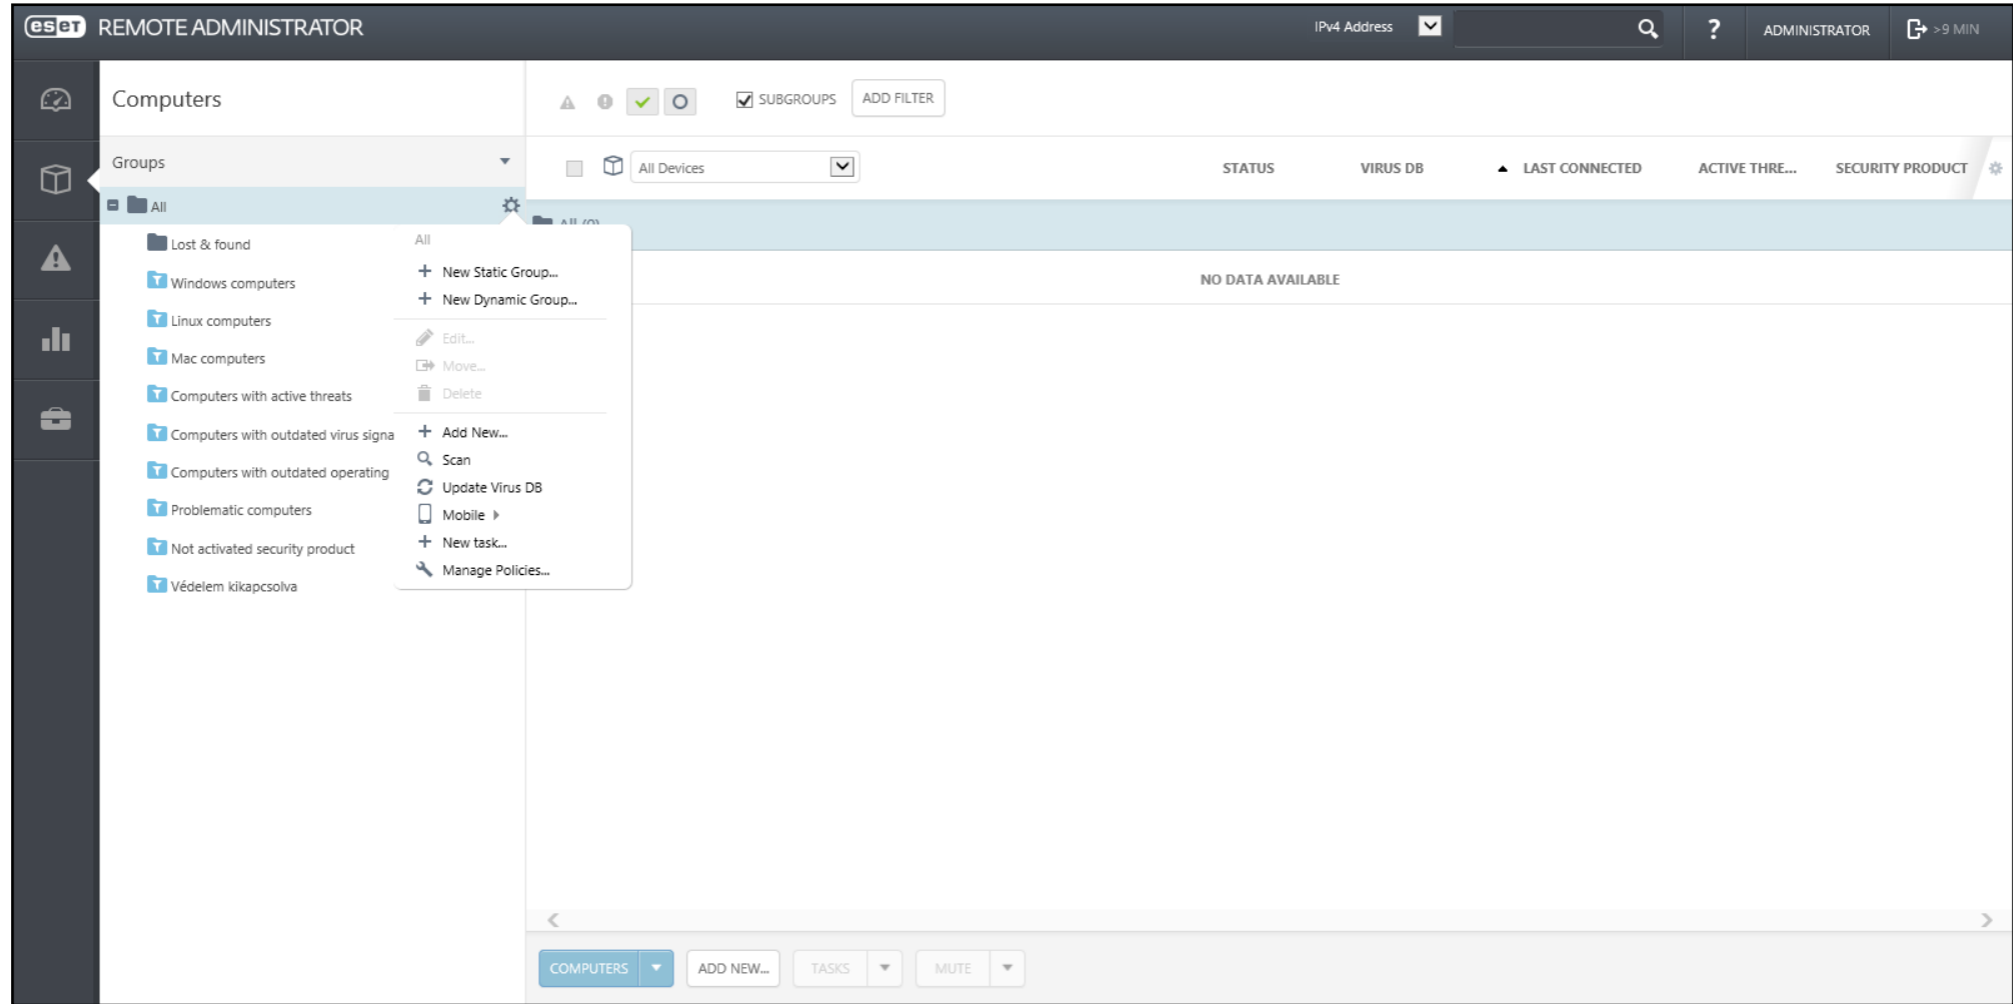 eseT REMOTE ADMINISTRATOR
IPv4 Address
? ADMINISTRATOR >9 MIN
Computers
SUBGROUPS ADD FILTER
Groups
All Devices STATUS VIRUS DB LAST CONNECTED ACTIVE THRE... SECURITY PRODUCT
All
All (0)
Lost & found
Windows computers
Linux computers
Mac computers
Computers with active threats
Computers with outdated virus signa
Computers with outdated operating
Problematic computers
Not activated security product
Védelem kikapcsolva
All
New Static Group...
New Dynamic Group...
Edit...
Move...
Delete
Add New...
Scan
Update Virus DB
Mobile
New task...
Manage Policies...
NO DATA AVAILABLE
COMPUTERS ADD NEW... TASKS MUTE